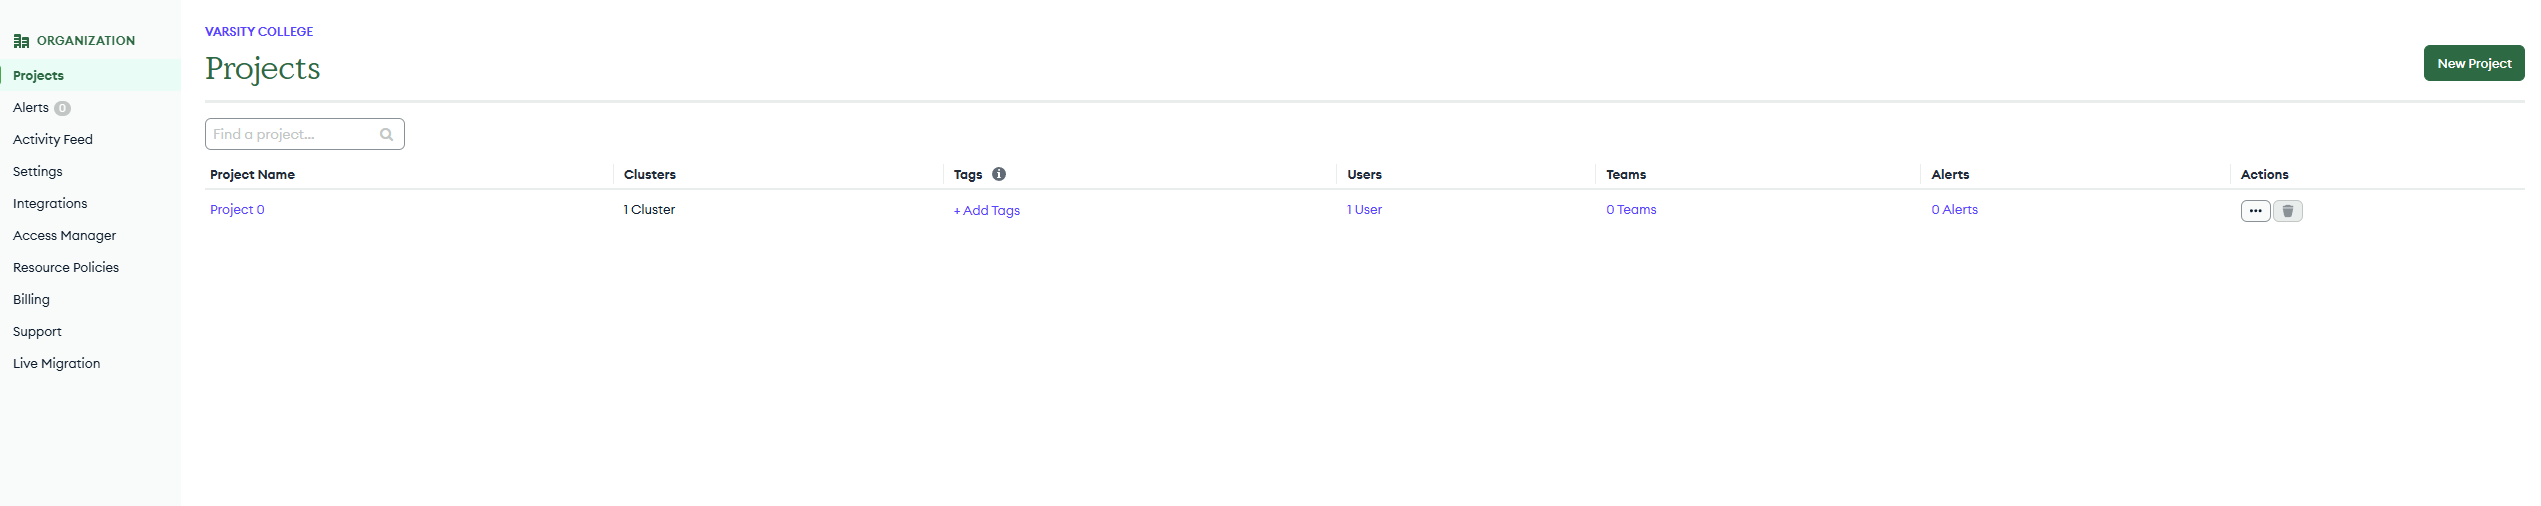 ORGANIZATION
Projects
Alerts 0
Activity Feed
Settings
Integrations
Access Manager
Resource Policies
Billing
Support
Live Migration
VARSITY COLLEGE
Projects
New Project
Find a project...
Project Name Clusters Tags Users Teams Alerts Actions
Project 0 1 Cluster + Add Tags 1 User 0 Teams 0 Alerts